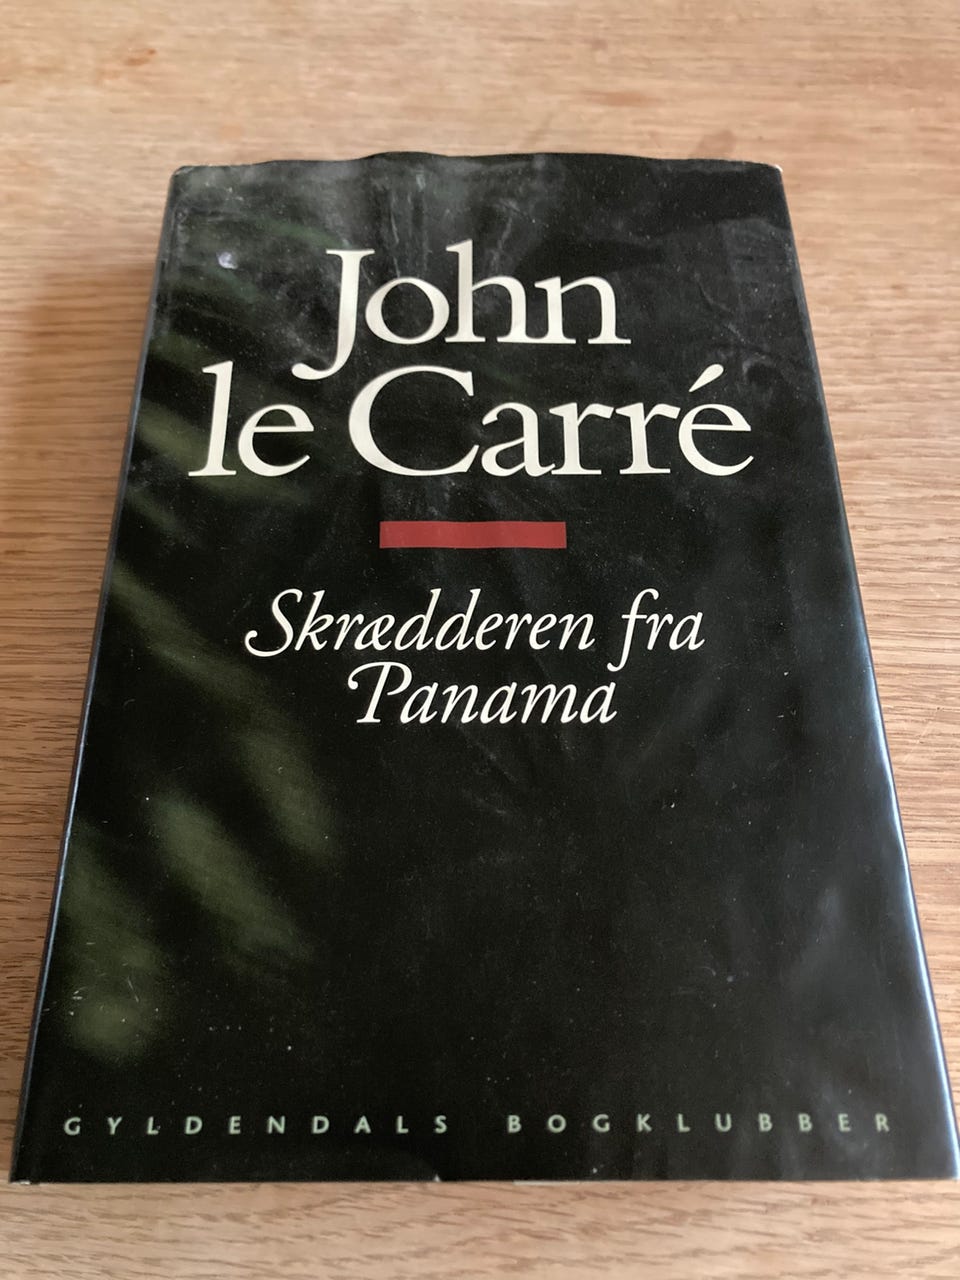 John
le Carré
Skrædderen fra
Panama
GYLDENDALS BOGKLUBBER